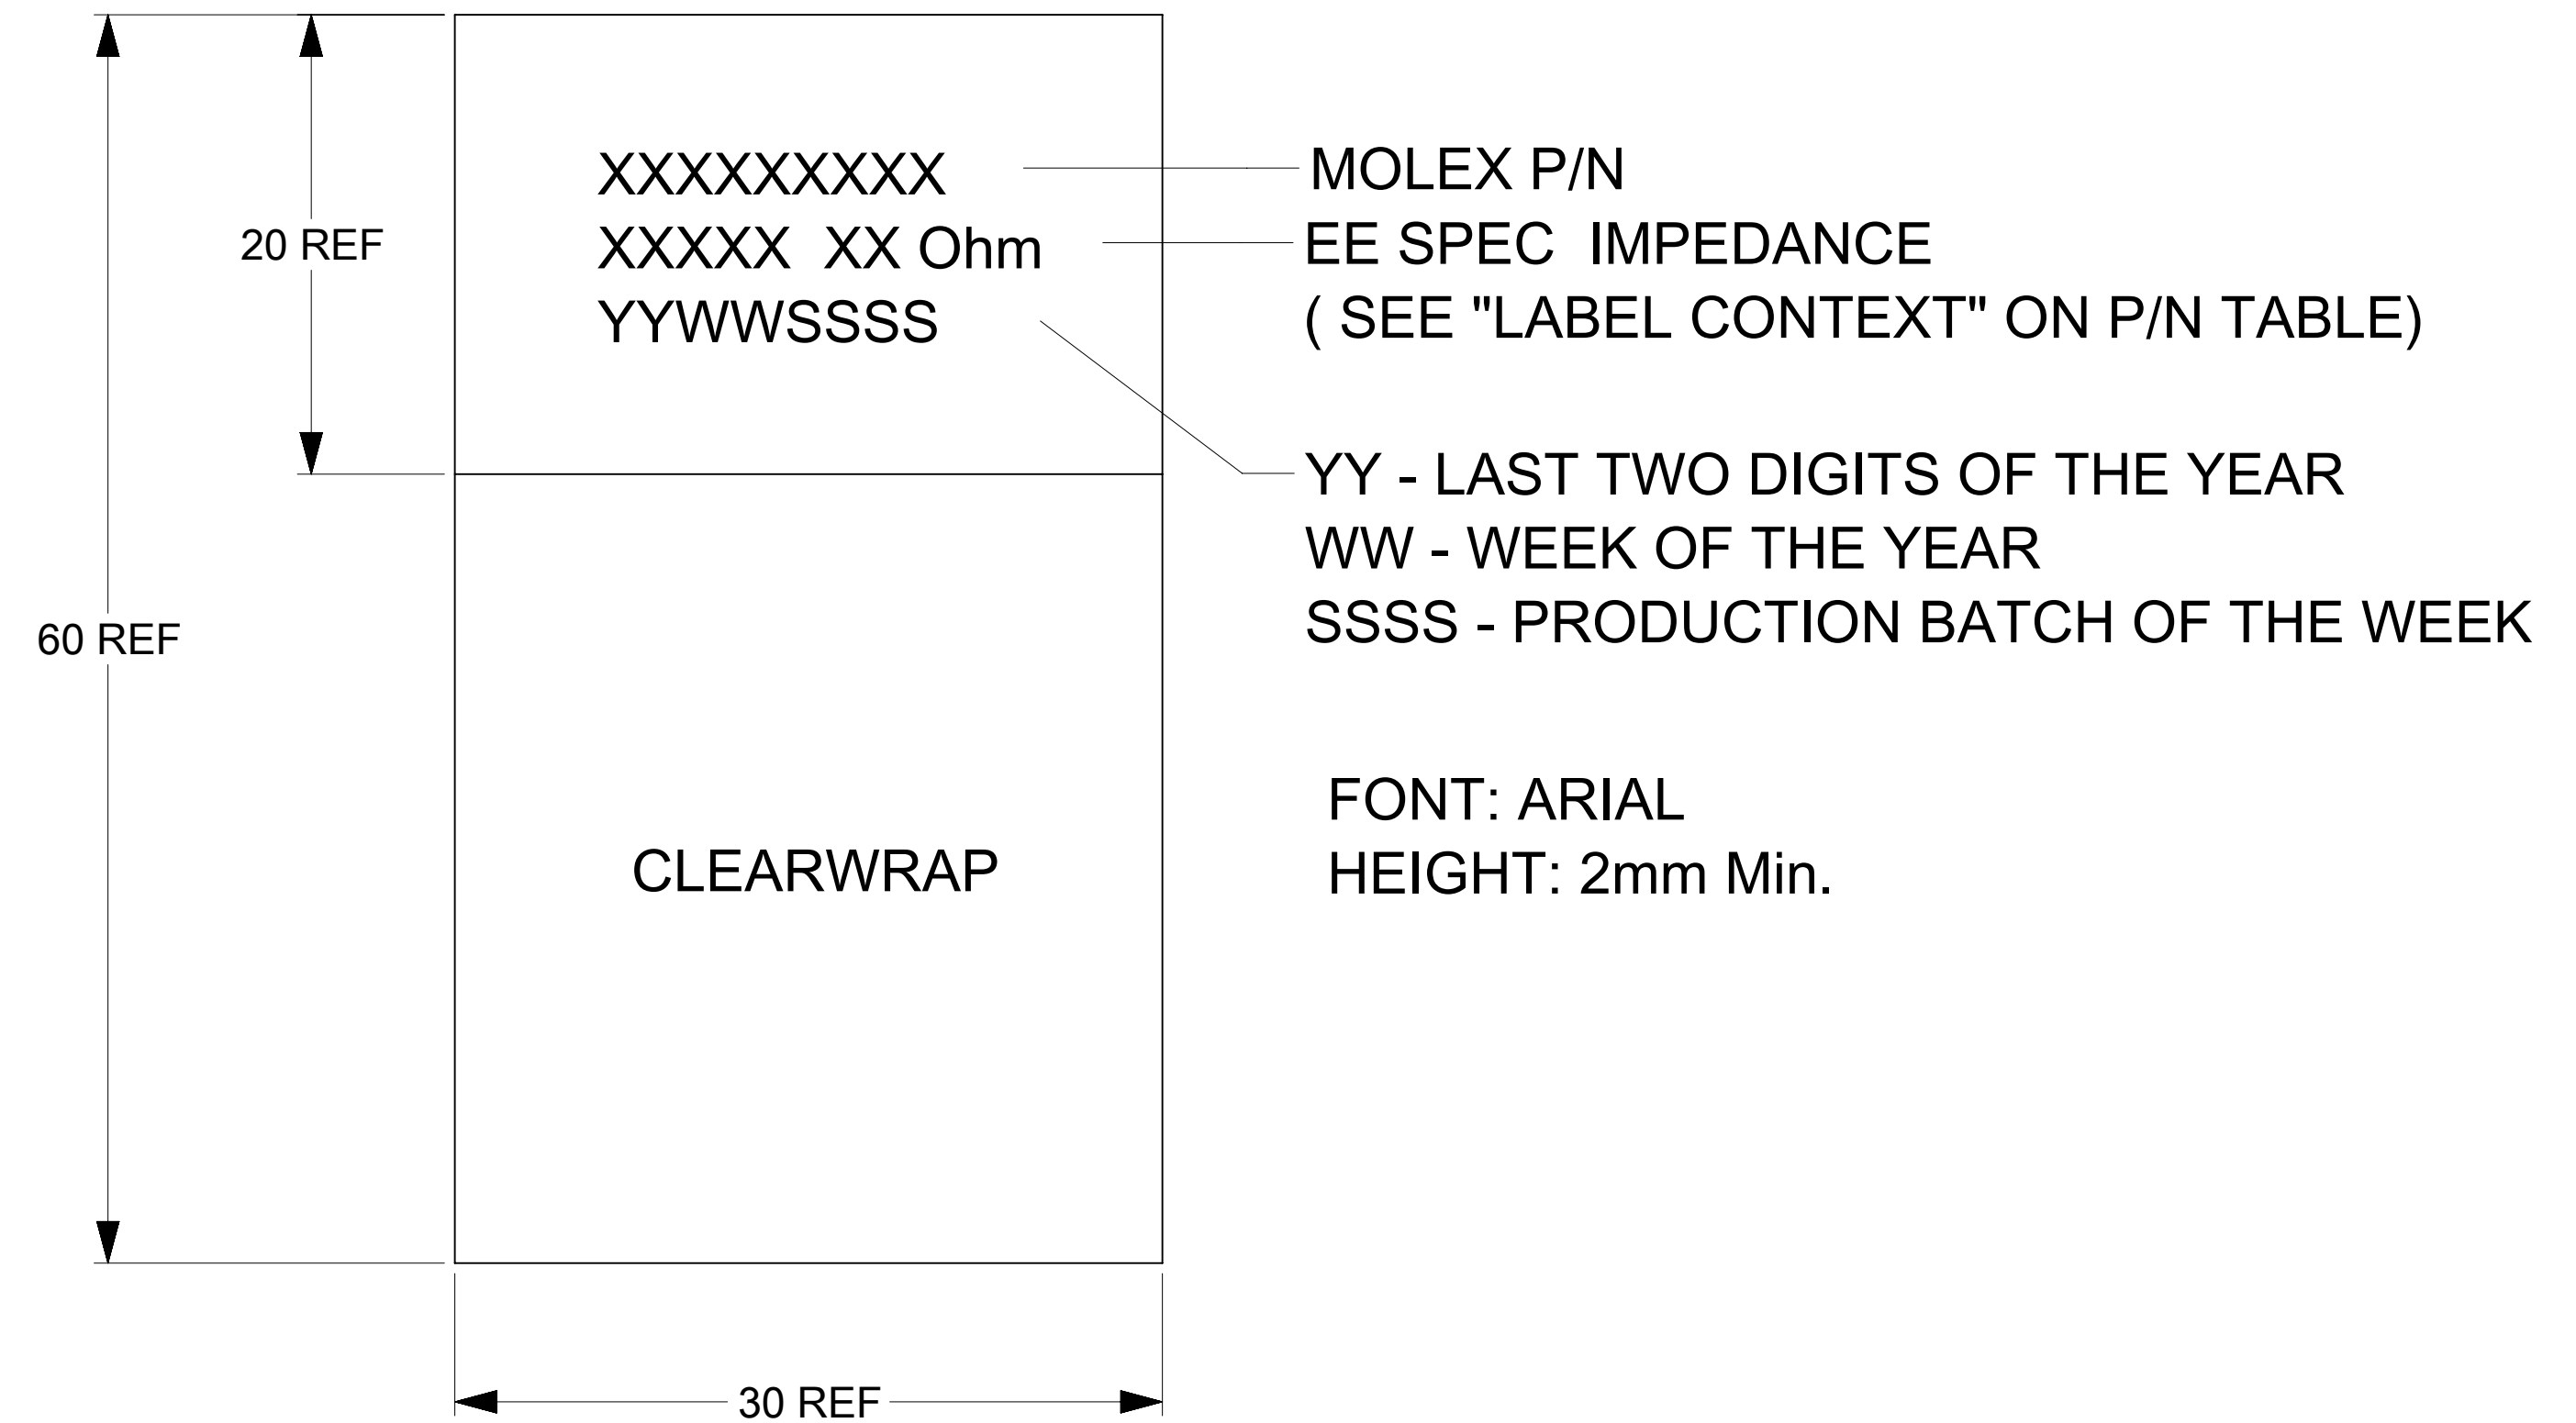 XXXXXXXXX
XXXXX  XX Ohm
YYWWSSSS
MOLEX P/N
EE SPEC  IMPEDANCE
( SEE "LABEL CONTEXT" ON P/N TABLE)
YY - LAST TWO DIGITS OF THE YEAR
WW - WEEK OF THE YEAR
SSSS - PRODUCTION BATCH OF THE WEEK
20 REF
60 REF
FONT: ARIAL
HEIGHT: 2mm Min.
CLEARWRAP
30 REF